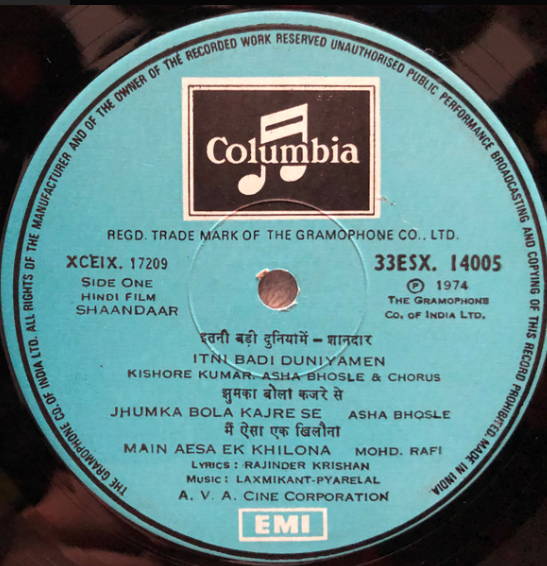 THE GRAMOPHONE CO. OF INDIA LTD. ALL RIGHTS OF THE MANUFACTURER AND OF THE OWNER OF THE RECORDED WORK RESERVED UNAUTHORISED PUBLIC PERFORMANCE BROADCASTING AND COPYING OF THIS RECORD PROHIBITED. MADE IN INDIA.
Columbia
REGD. TRADE MARK OF THE GRAMOPHONE CO., LTD.
XCEIX. 17209
SIDE ONE
HINDI FILM
SHAANDAAR
33ESX. 14005
Ⓟ 1974
THE GRAMOPHONE
CO. OF INDIA LTD.
इतनी बड़ी दुनियामें – शानदार
ITNI BADI DUNIYAMEN
KISHORE KUMAR. ASHA BHOSLE & CHORUS
झुमका बोला कजरे से
JHUMKA BOLA KAJRE SE ASHA BHOSLE
मैं ऐसा एक खिलौना
MAIN AESA EK KHILONA MOHD. RAFI
LYRICS : RAJINDER KRISHAN
MUSIC : LAXMIKANT-PYARELAL
A. V. A. CINE CORPORATION
EMI